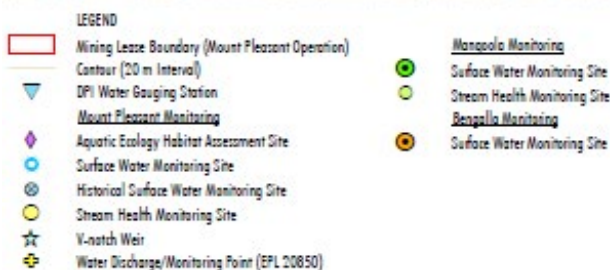 LEGEND
Mining Lease Boundary (Mount Pleasant Operation)
Contour (20 m Interval)
DPI Water Gauging Station
Mount Pleasant Monitoring
Aquatic Ecology Habitat Assessment Site
Surface Water Monitoring Site
Historical Surface Water Monitoring Site
Stream Health Monitoring Site
V-notch Weir
Water Discharge/Monitoring Point (EPL 20850)
Mangoola Monitoring
Surface Water Monitoring Site
Stream Health Monitoring Site
Bengalla Monitoring
Surface Water Monitoring Site